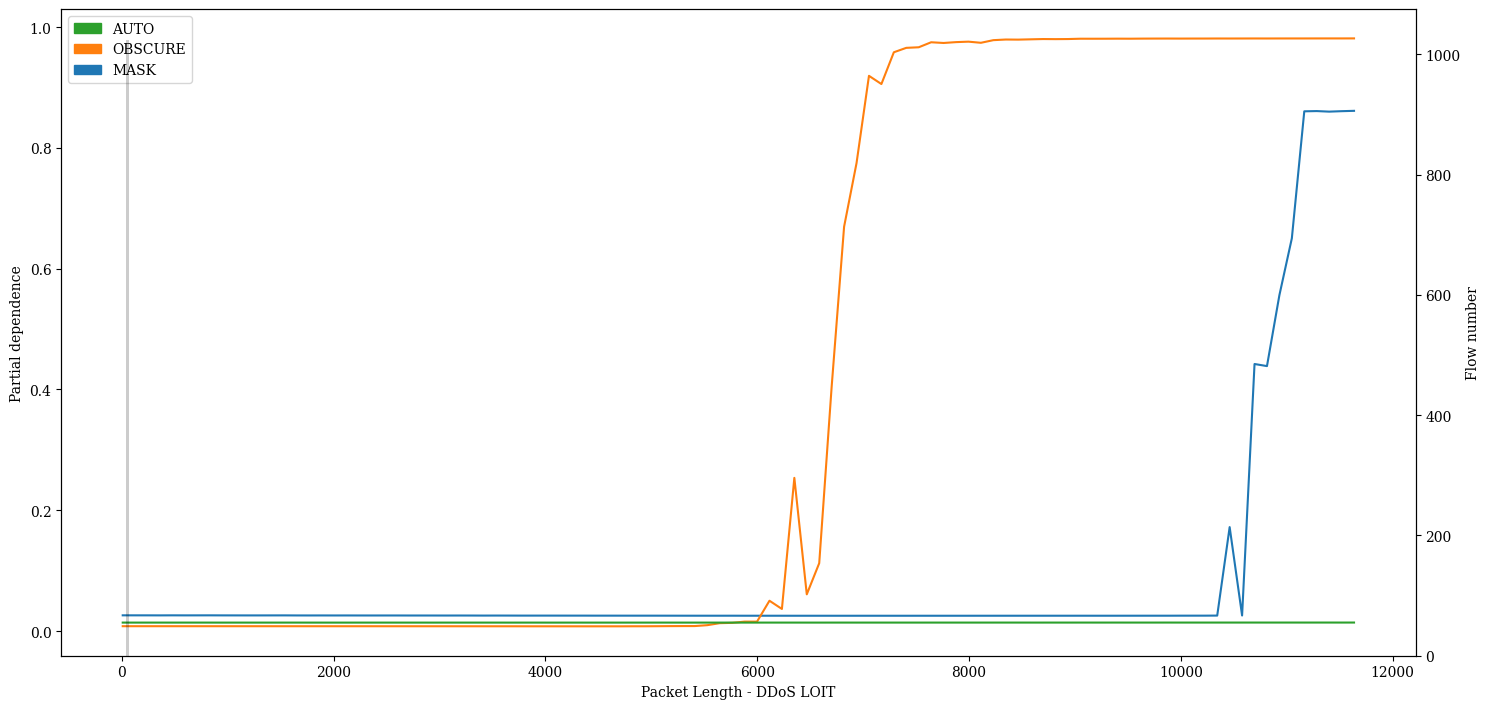 AUTO
OBSCURE
MASK
1.0
0.8
0.6
0.4
0.2
0.0
Partial dependence
1000
800
600
400
200
0
Flow number
0 2000 4000 6000 8000 10000 12000
Packet Length - DDoS LOIT